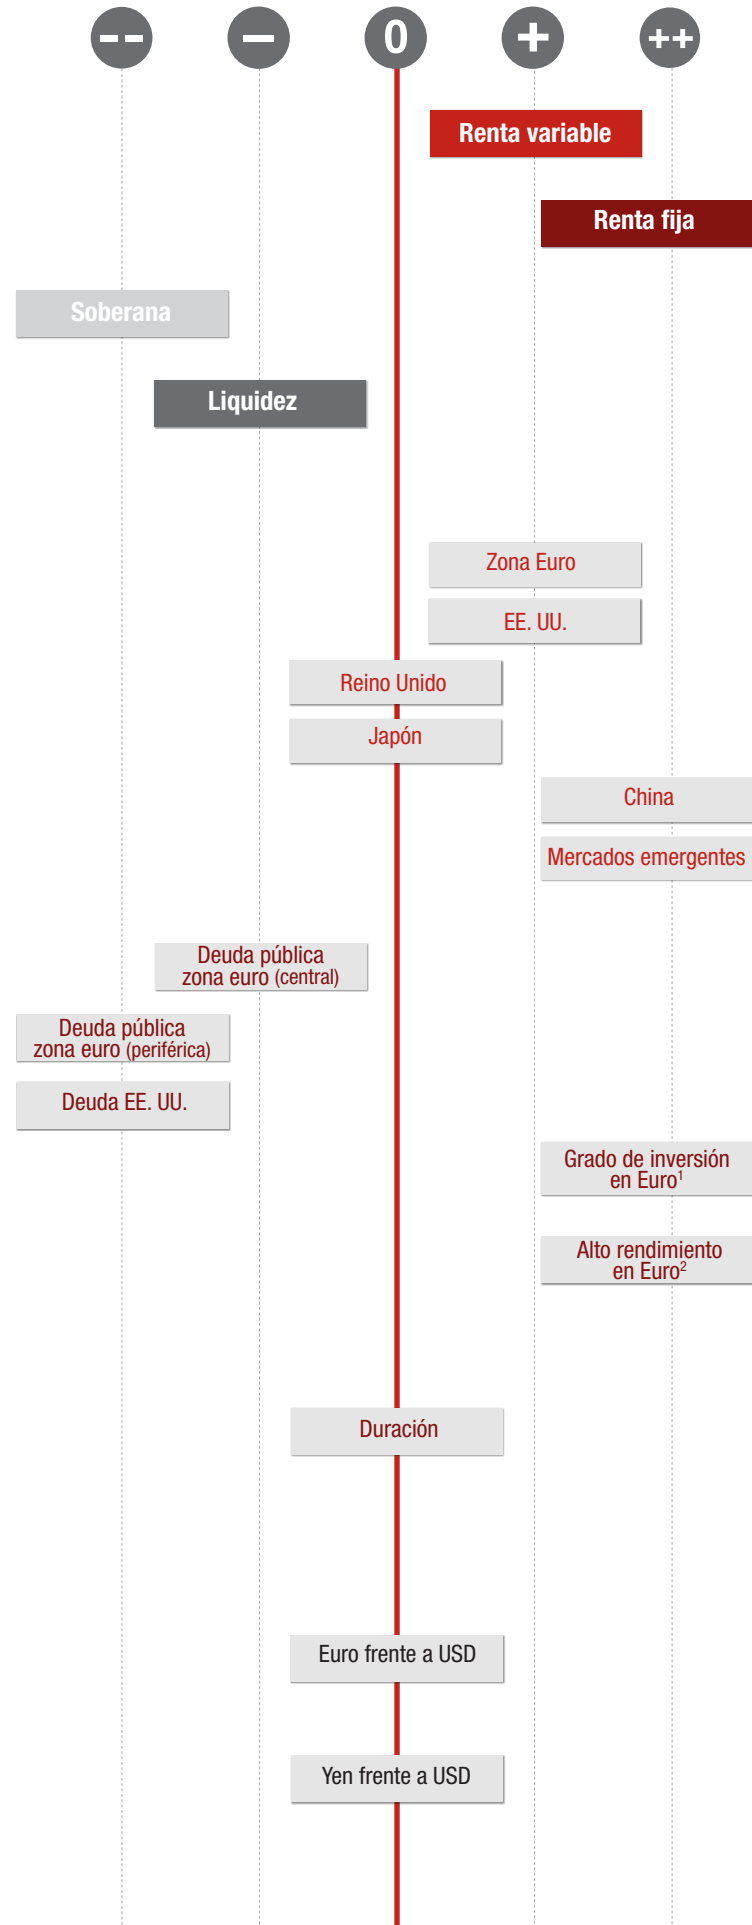 -- - 0 + ++
Renta variable
Renta fija
Soberana
Liquidez
Zona Euro
EE. UU.
Reino Unido
Japón
China
Mercados emergentes
Deuda pública
zona euro (central)
Deuda pública
zona euro (periférica)
Deuda EE. UU.
Grado de inversión
en Euro¹
Alto rendimiento
en Euro²
Duración
Euro frente a USD
Yen frente a USD